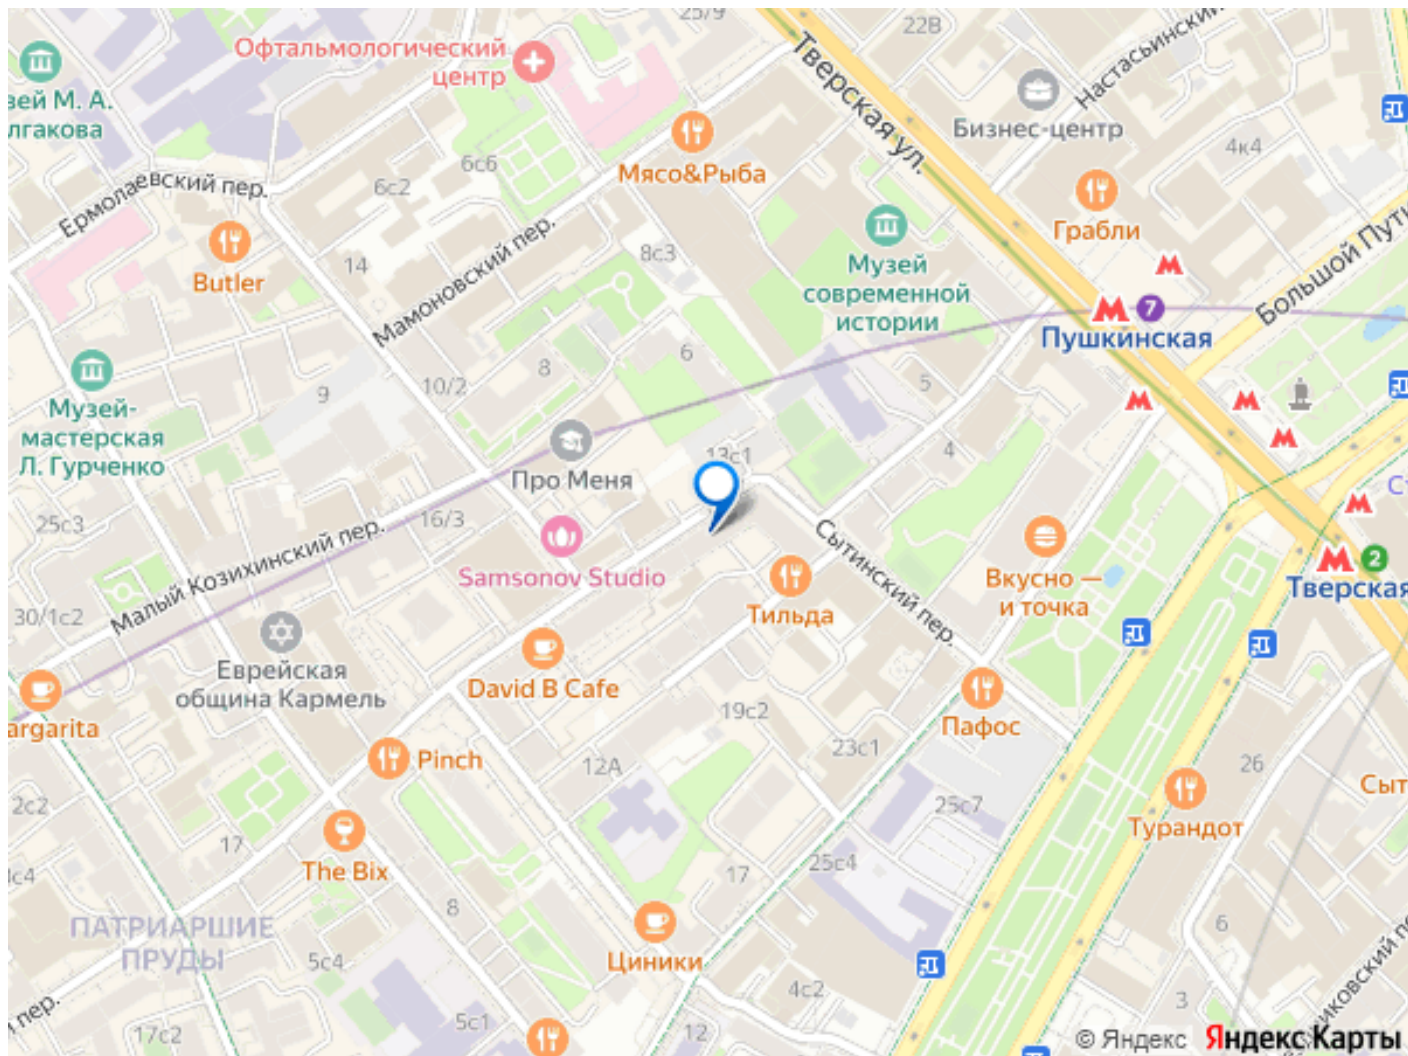 25/9
22В
Офтальмологический
центр
Тверская ул.
Настасьинский
зей М. А.
лгакова
Бизнес-центр
4к4
6с6
6с2
Мясо&Рыба
Ермолаевский пер.
Грабли
Butler
14
Мамоновский пер.
8с3
Музей
современной
истории
Большой Пути
7
Пушкинская
6
8
5
10/2
9
Музей-
мастерская
Л. Гурченко
4
13с1
Про Меня
25с3
16/3
Малый Козихинский пер.
Samsonov Studio
Сытинский пер.
Вкусно —
и точка
2
Тверская
Тильда
30/1с2
Еврейская
община Кармель
David B Cafe
19с2
Пафос
argarita
23с1
Pinch
12А
26
Сыт
2с2
25с7
Турандот
17
The Bix
25с4
17
с4
8
6
ПАТРИАРШИЕ
ПРУДЫ
Циники
5с4
4с2
иковский п
3
пер.
5с1
17с2
12
© Яндекс Яндекс Карты